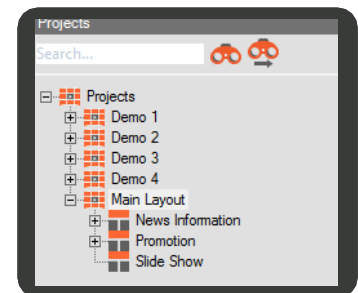 Projects
Search...
Projects
Demo 1
Demo 2
Demo 3
Demo 4
Main Layout
News Information
Promotion
Slide Show